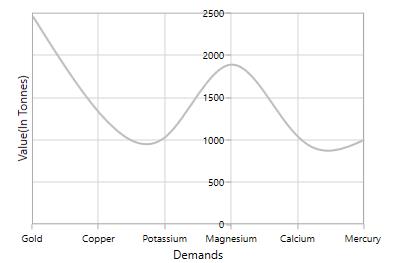 2500
2000
1500
1000
500
0
Value(In Tonnes)
Gold Copper Potassium Magnesium Calcium Mercury
Demands